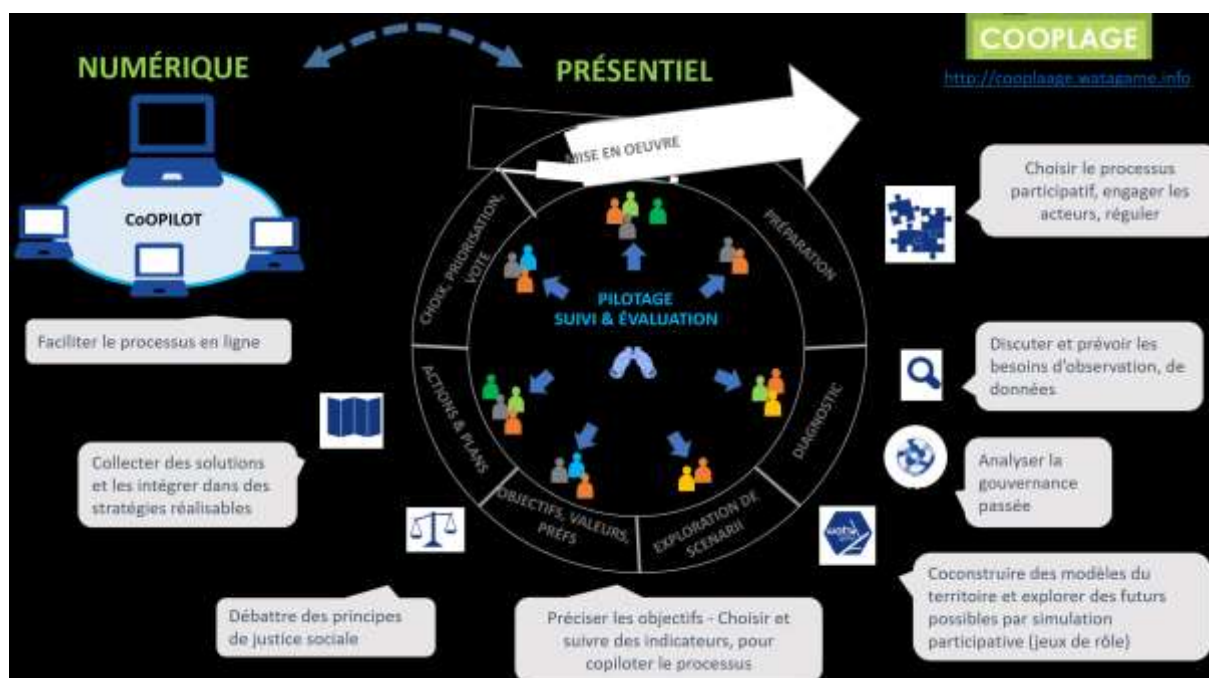 COOPLAGE
http://cooplaage.watagame.info
NUMÉRIQUE
PRÉSENTIEL
CoOPILOT
MISE EN OEUVRE
PRÉPARATION
DIAGNOSTIC
EXPLORATION DE
SCENARII
OBJECTIFS, VALEURS,
PRÉFS
ACTIONS & PLANS
CHOIX, PRIORISATION,
VOTE
PILOTAGE
SUIVI & ÉVALUATION
Choisir le processus
participatif, engager les
acteurs, réguler
Discuter et prévoir les
besoins d'observation, de
données
Analyser la
gouvernance
passée
Coconstruire des modèles du
territoire et explorer des futurs
possibles par simulation
participative (jeux de rôle)
Préciser les objectifs - Choisir et
suivre des indicateurs, pour
copiloter le processus
Débattre des principes
de justice sociale
Collecter des solutions
et les intégrer dans des
stratégies réalisables
Faciliter le processus en ligne